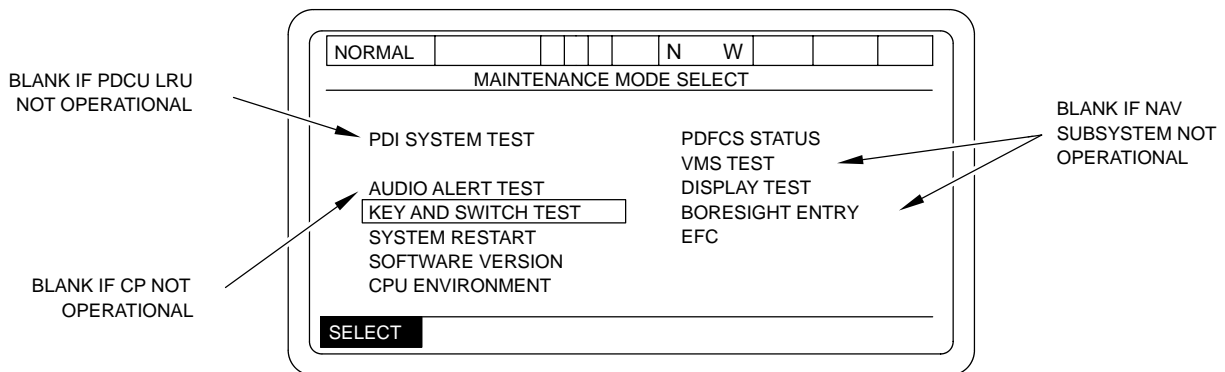 NORMAL N W
MAINTENANCE MODE SELECT
BLANK IF PDCU LRU
NOT OPERATIONAL
PDI SYSTEM TEST
AUDIO ALERT TEST
KEY AND SWITCH TEST
SYSTEM RESTART
SOFTWARE VERSION
CPU ENVIRONMENT
PDFCS STATUS
VMS TEST
DISPLAY TEST
BORESIGHT ENTRY
EFC
BLANK IF NAV
SUBSYSTEM NOT
OPERATIONAL
BLANK IF CP NOT
OPERATIONAL
SELECT